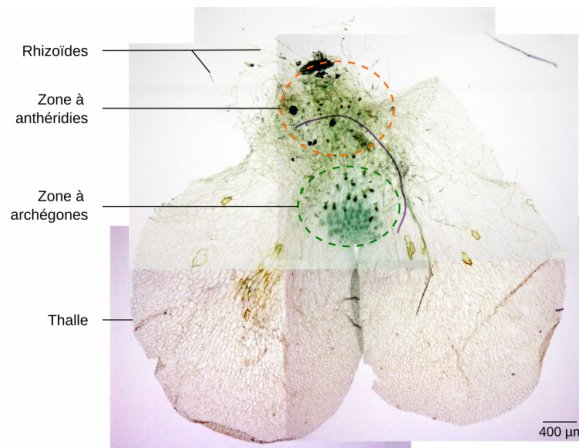 Rhizoïdes
Zone à
anthéridies
Zone à
archégones
Thalle
400 µm